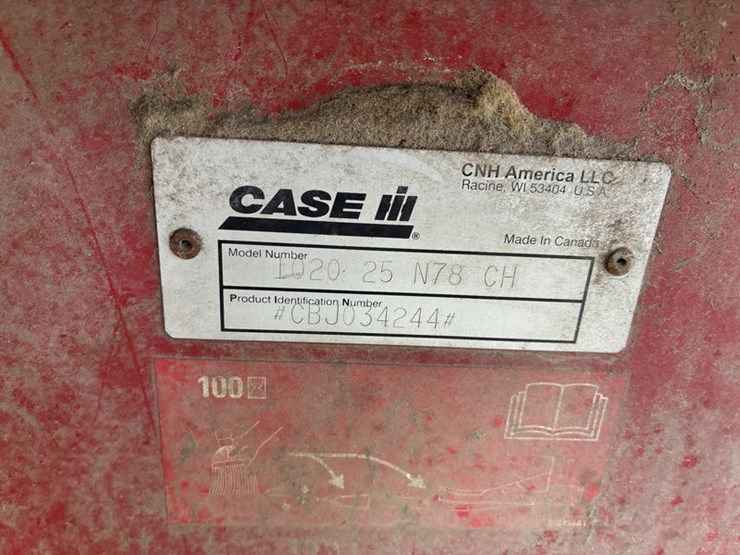 CNH America LLC
Racine, WI 53404 U.S.A.
CASE IH
®
Made In Canada
Model Number
1020 25 N78 CH
Product Identification Number
#CBJ034244#
100